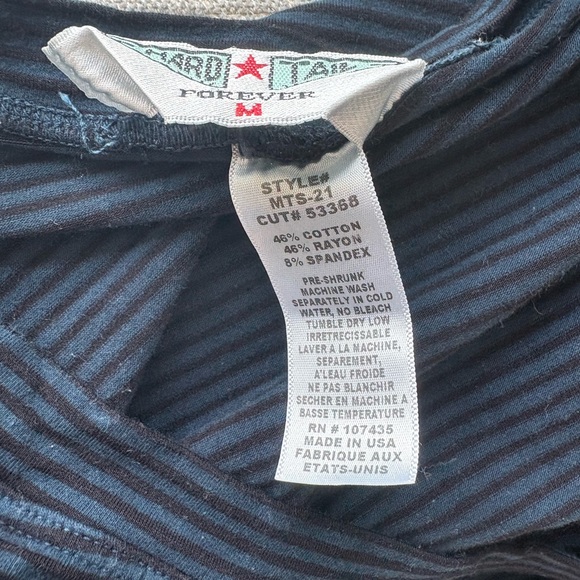 HARD TAIL
FOREVER
M
STYLE#
MTS-21
CUT# 53368
46% COTTON
46% RAYON
8% SPANDEX
PRE-SHRUNK
MACHINE WASH
SEPARATELY IN COLD
WATER, NO BLEACH
TUMBLE DRY LOW
IRRETRECISSABLE
LAVER A LA MACHINE,
SEPAREMENT,
A'LEAU FROIDE
NE PAS BLANCHIR
SECHER EN MACHINE A
BASSE TEMPERATURE
RN # 107435
MADE IN USA
FABRIQUE AUX
ETATS-UNIS